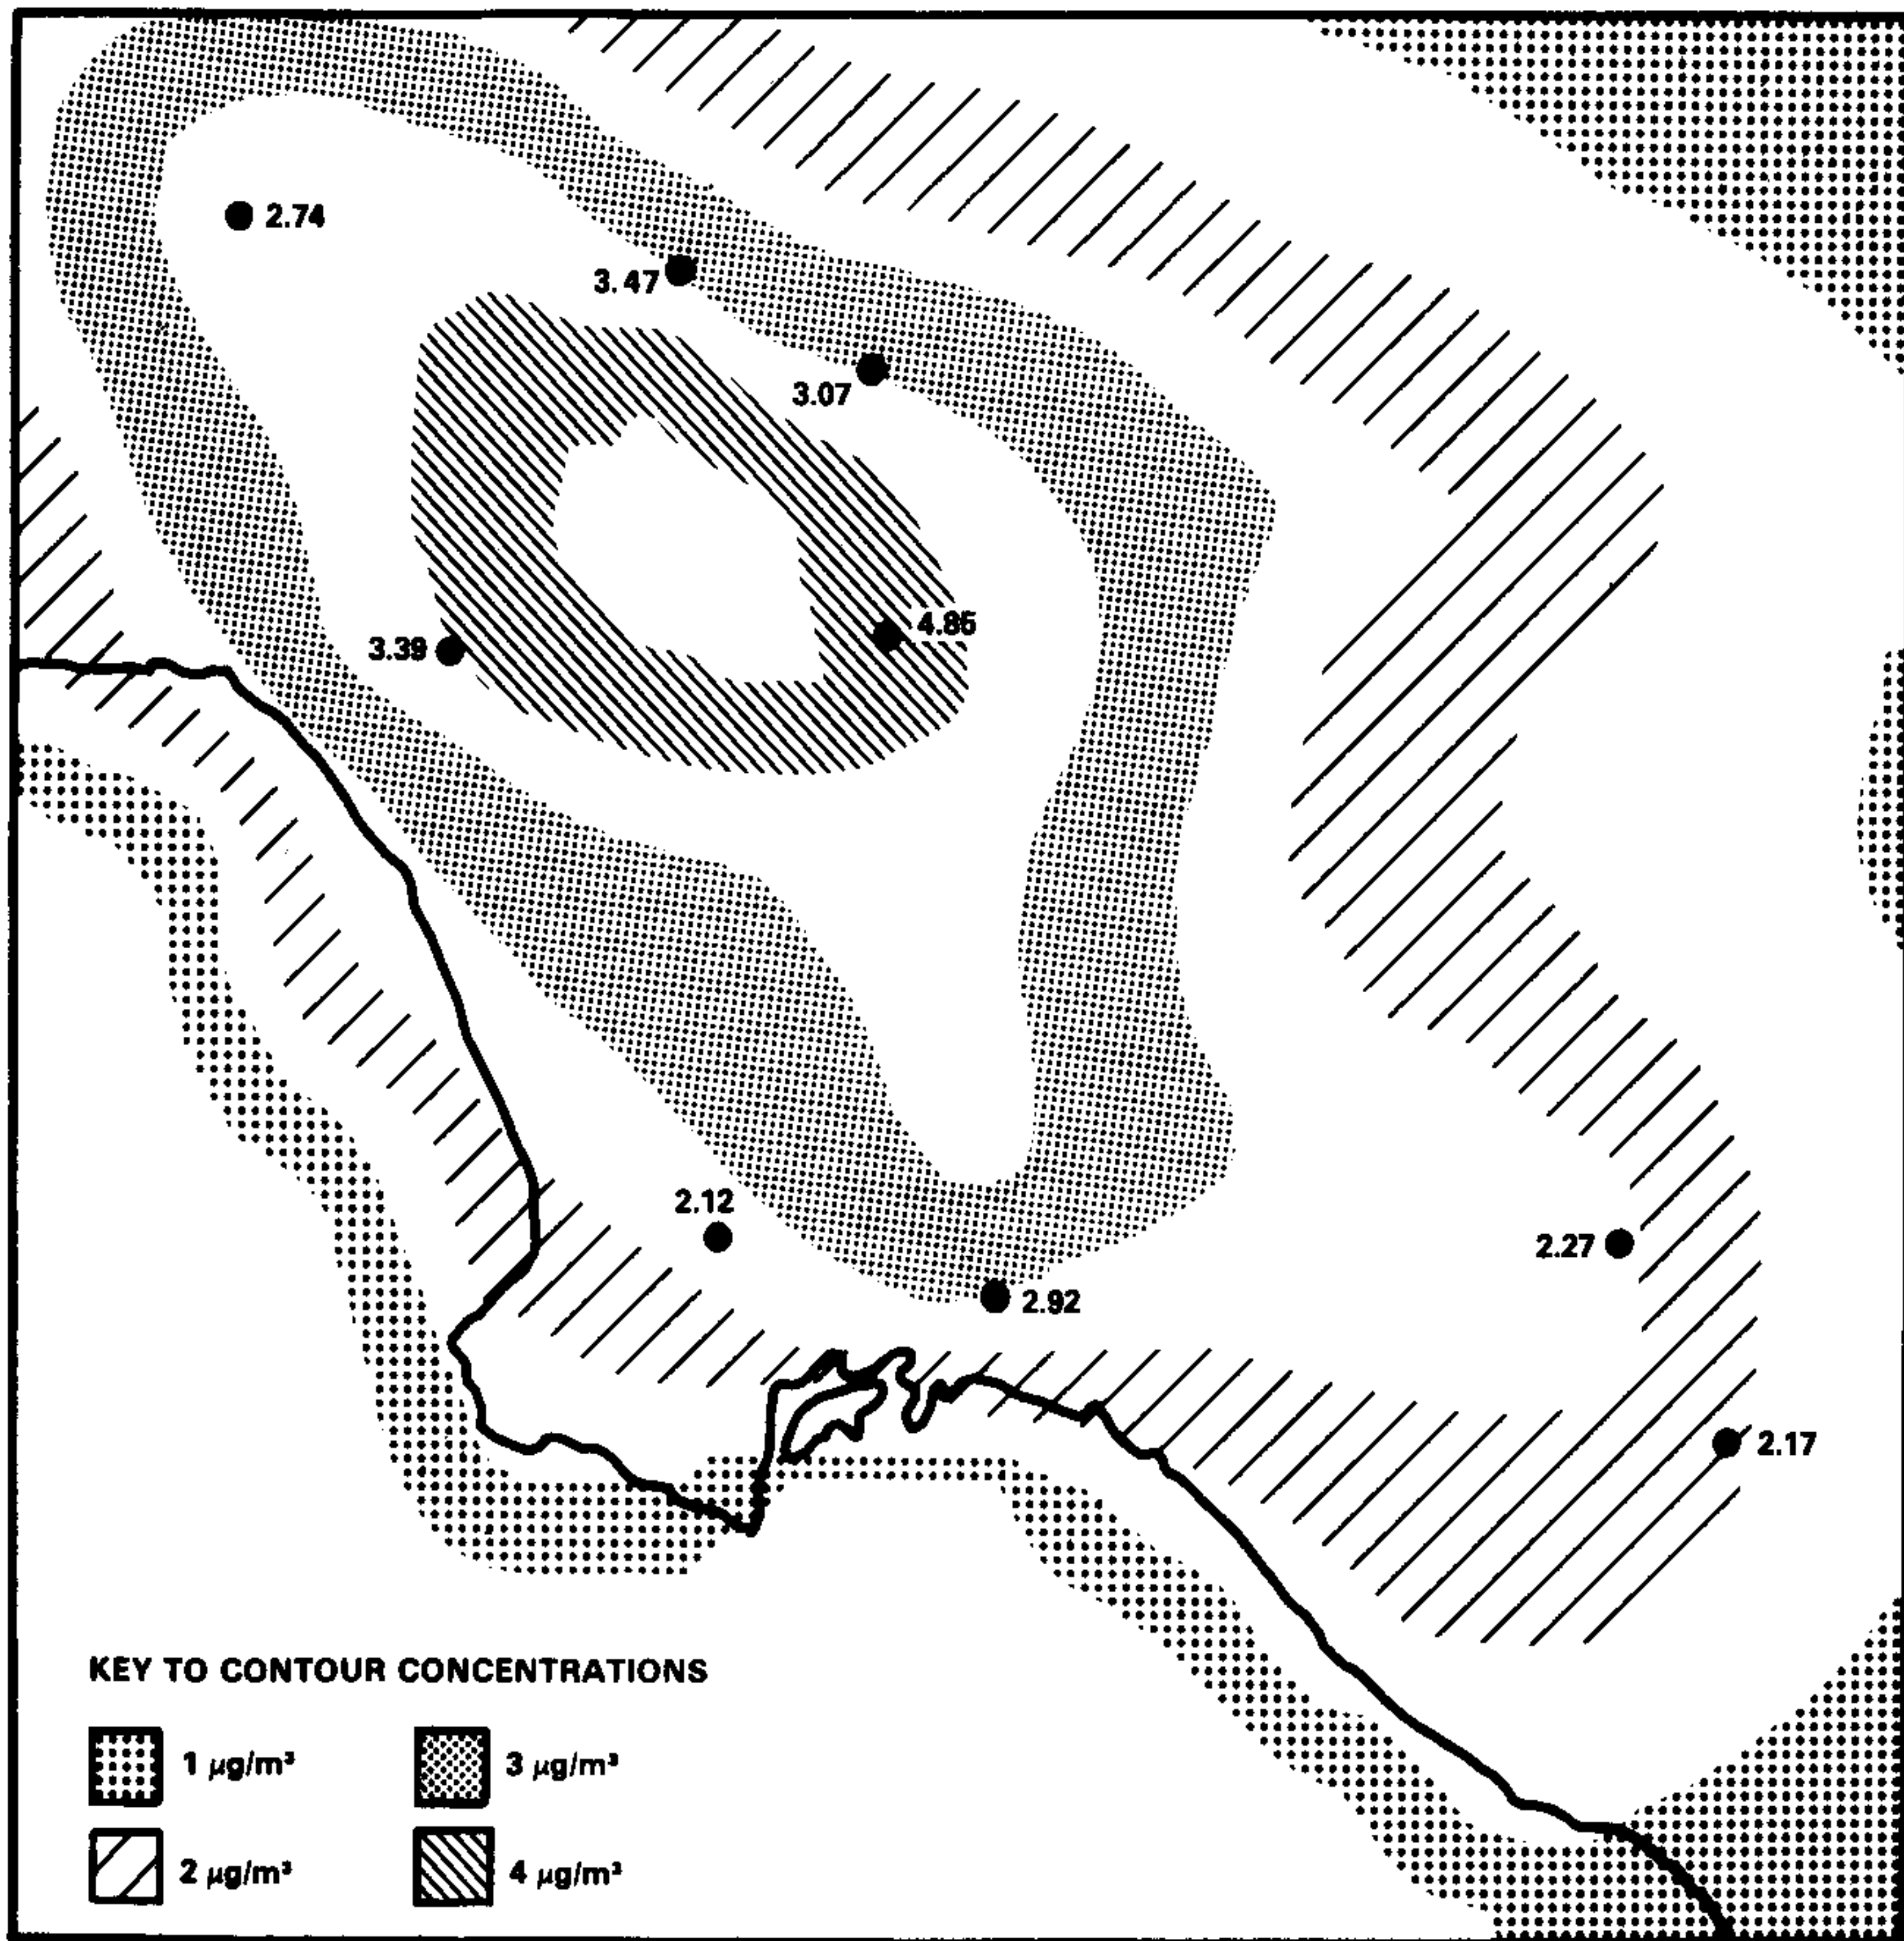 2.74
3.47
3.07
4.85
3.39
2.12
2.27
2.92
2.17
KEY TO CONTOUR CONCENTRATIONS
1 μg/m³
3 μg/m³
2 μg/m³
4 μg/m³